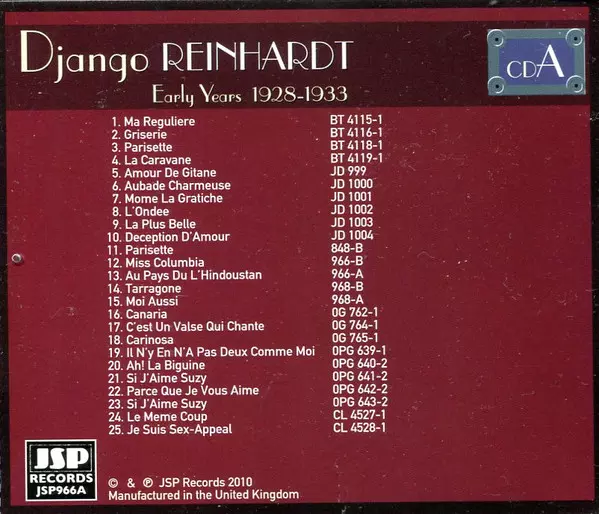 Django REINHARDT
Early Years 1928-1933
CDA
1. Ma Reguliere BT 4115-1
2. Griserie BT 4116-1
3. Parisette BT 4118-1
4. La Caravane BT 4119-1
5. Amour De Gitane JD 999
6. Aubade Charmeuse JD 1000
7. Mome La Gratiche JD 1001
8. L'Ondee JD 1002
9. La Plus Belle JD 1003
10. Deception D'Amour JD 1004
11. Parisette 848-B
12. Miss Columbia 966-B
13. Au Pays Du L'Hindoustan 966-A
14. Tarragone 968-B
15. Moi Aussi 968-A
16. Canaria OG 762-1
17. C'est Un Valse Qui Chante OG 764-1
18. Carinosa OG 765-1
19. Il N'y En N'A Pas Deux Comme Moi OPG 639-1
20. Ah! La Biguine OPG 640-2
21. Si J'Aime Suzy OPG 641-2
22. Parce Que Je Vous Aime OPG 642-2
23. Si J'Aime Suzy OPG 643-2
24. Le Meme Coup CL 4527-1
25. Je Suis Sex-Appeal CL 4528-1
JSP
RECORDS
JSP966A
© & ℗ JSP Records 2010
Manufactured in the United Kingdom